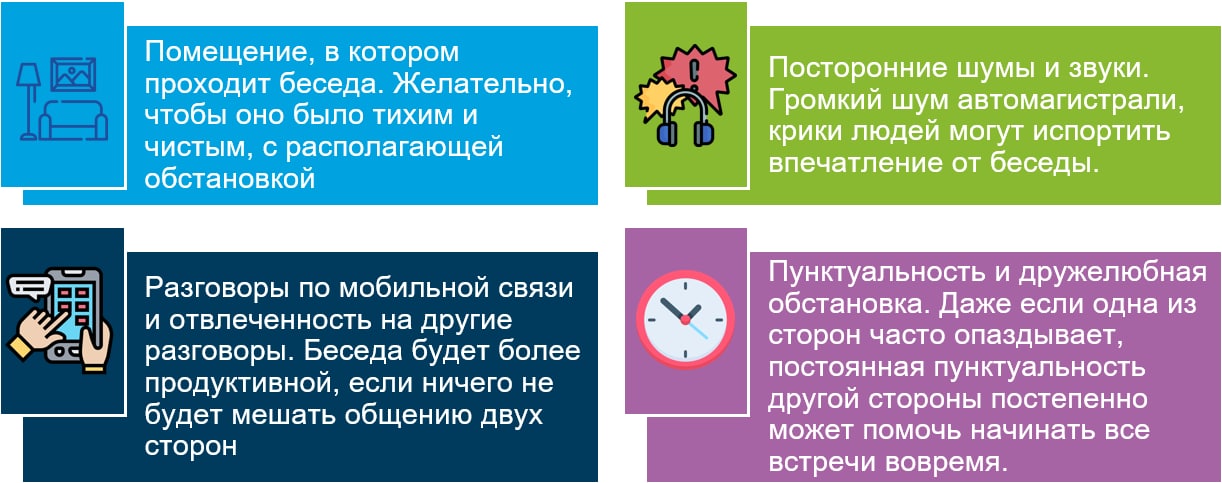 Помещение, в котором
проходит беседа. Желательно,
чтобы оно было тихим и
чистым, с располагающей
обстановкой
Посторонние шумы и звуки.
Громкий шум автомагистрали,
крики людей могут испортить
впечатление от беседы.
Разговоры по мобильной связи
и отвлеченность на другие
разговоры. Беседа будет более
продуктивной, если ничего не
будет мешать общению двух
сторон
Пунктуальность и дружелюбная
обстановка. Даже если одна из
сторон часто опаздывает,
постоянная пунктуальность
другой стороны постепенно
может помочь начинать все
встречи вовремя.